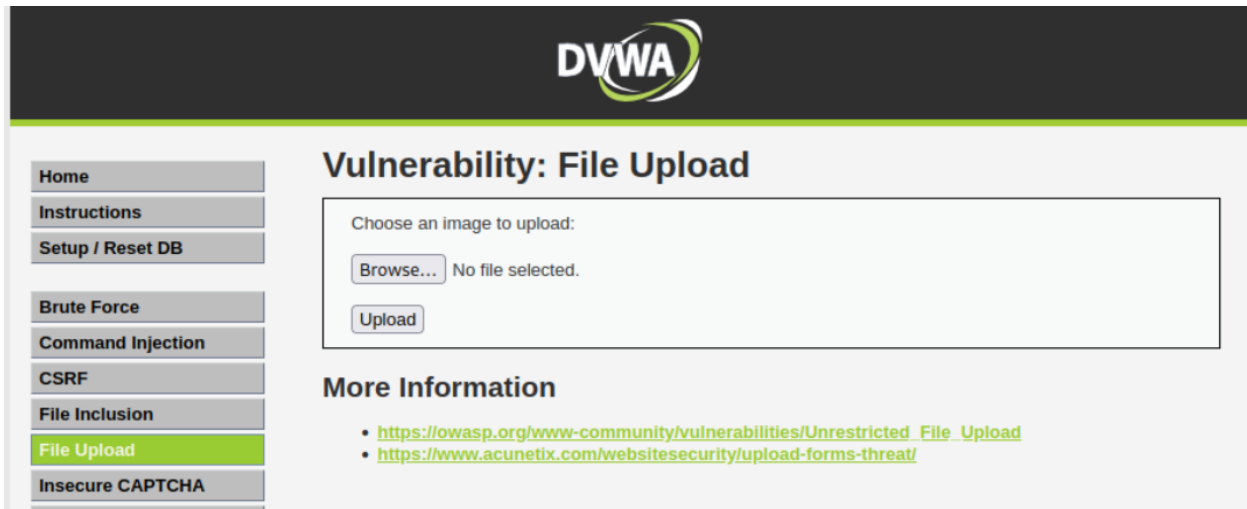 DVWA
Home
Instructions
Setup / Reset DB
Brute Force
Command Injection
CSRF
File Inclusion
File Upload
Insecure CAPTCHA
Vulnerability: File Upload
Choose an image to upload:
Browse... No file selected.
Upload
More Information
• https://owasp.org/www-community/vulnerabilities/Unrestricted_File_Upload
• https://www.acunetix.com/websitesecurity/upload-forms-threat/